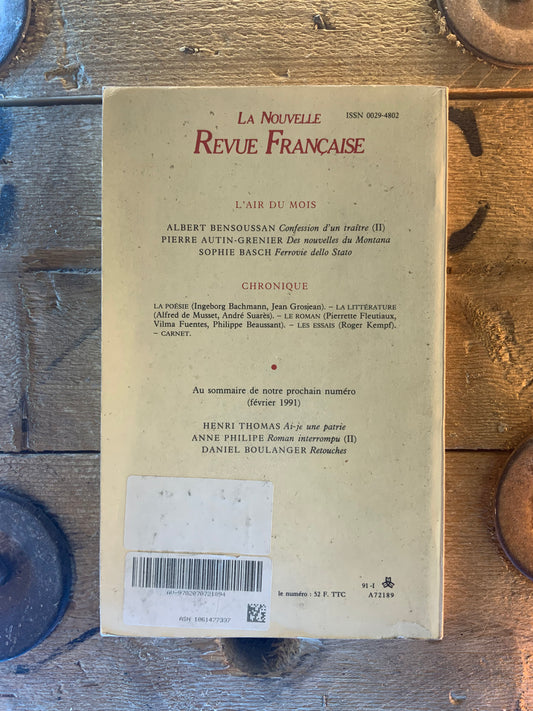 LA NOUVELLE
REVUE FRANÇAISE
ISSN 0029-4802
L'AIR DU MOIS
ALBERT BENSOUSSAN Confession d'un traître (II)
PIERRE AUTIN-GRENIER Des nouvelles du Montana
SOPHIE BASCH Ferrovie dello Stato
CHRONIQUE
LA POÉSIE (Ingeborg Bachmann, Jean Grosjean). – LA LITTÉRATURE
(Alfred de Musset, André Suarès). – LE ROMAN (Pierrette Fleutiaux,
Vilma Fuentes, Philippe Beaussant). – LES ESSAIS (Roger Kempf).
– CARNET.
Au sommaire de notre prochain numéro
(février 1991)
HENRI THOMAS Ai-je une patrie
ANNE PHILIPE Roman interrompu (II)
DANIEL BOULANGER Retouches
AU-9782070721894
ASN 1061477337
le numéro : 52 F. TTC
91-I
A72189